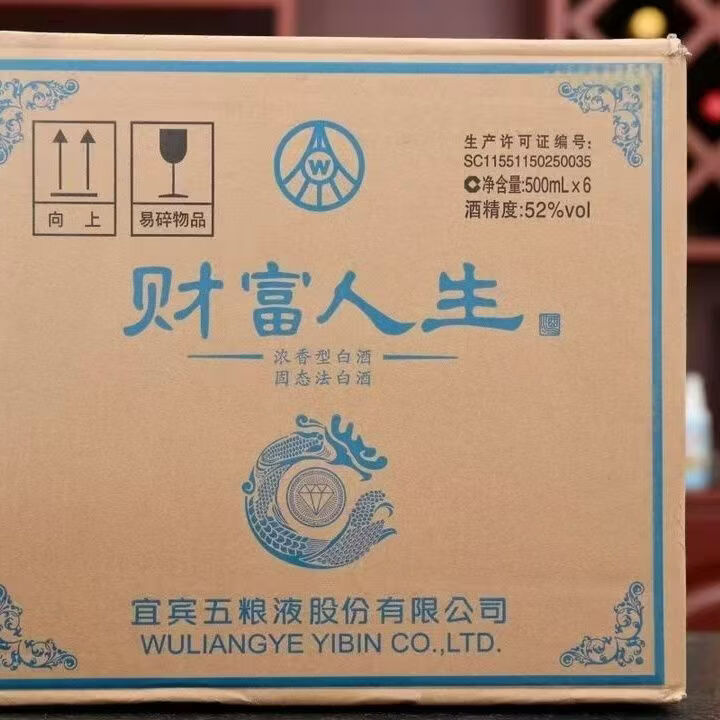 生产许可证编号:
SC11551150250035
净含量:500mL x 6
酒精度:52%vol
向 上
易碎物品
W
财富人生
浓香型白酒
固态法白酒
宜宾五粮液股份有限公司
WULIANGYE YIBIN CO.,LTD.